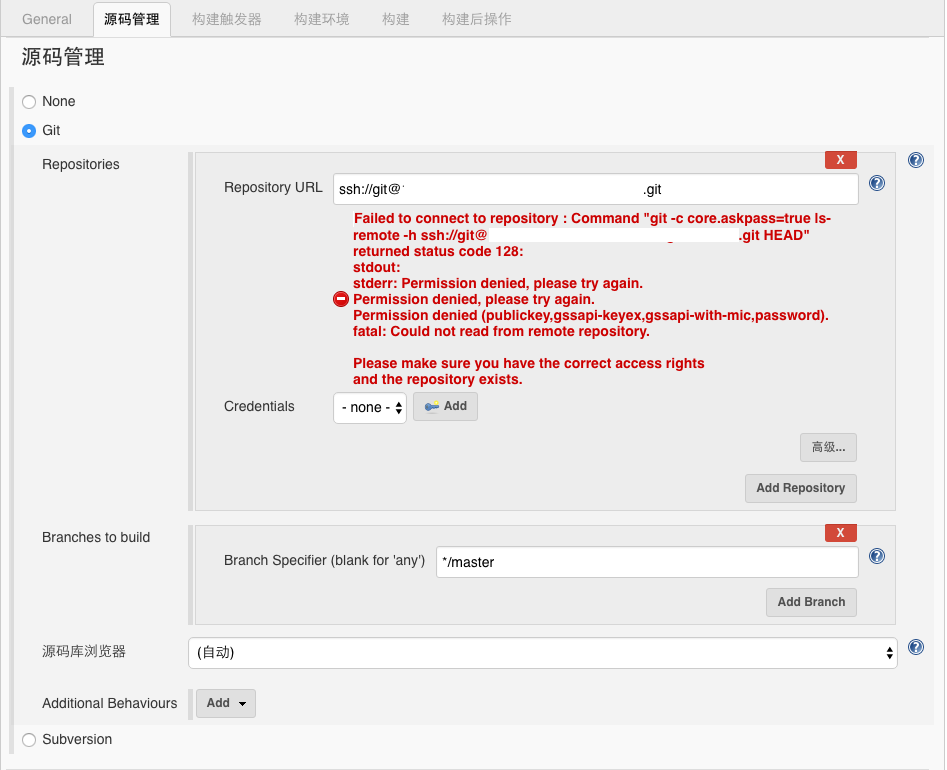 General 源码管理 构建触发器 构建环境 构建 构建后操作
源码管理
None
Git
Repositories
X
Repository URL ssh://git@ .git
Failed to connect to repository : Command "git -c core.askpass=true ls-
remote -h ssh://git@ .git HEAD"
returned status code 128:
stdout:
stderr: Permission denied, please try again.
Permission denied, please try again.
Permission denied (publickey,gssapi-keyex,gssapi-with-mic,password).
fatal: Could not read from remote repository.
Please make sure you have the correct access rights
and the repository exists.
Credentials - none - Add
高级...
Add Repository
Branches to build
X
Branch Specifier (blank for 'any') */master
Add Branch
源码库浏览器 (自动)
Additional Behaviours Add
Subversion